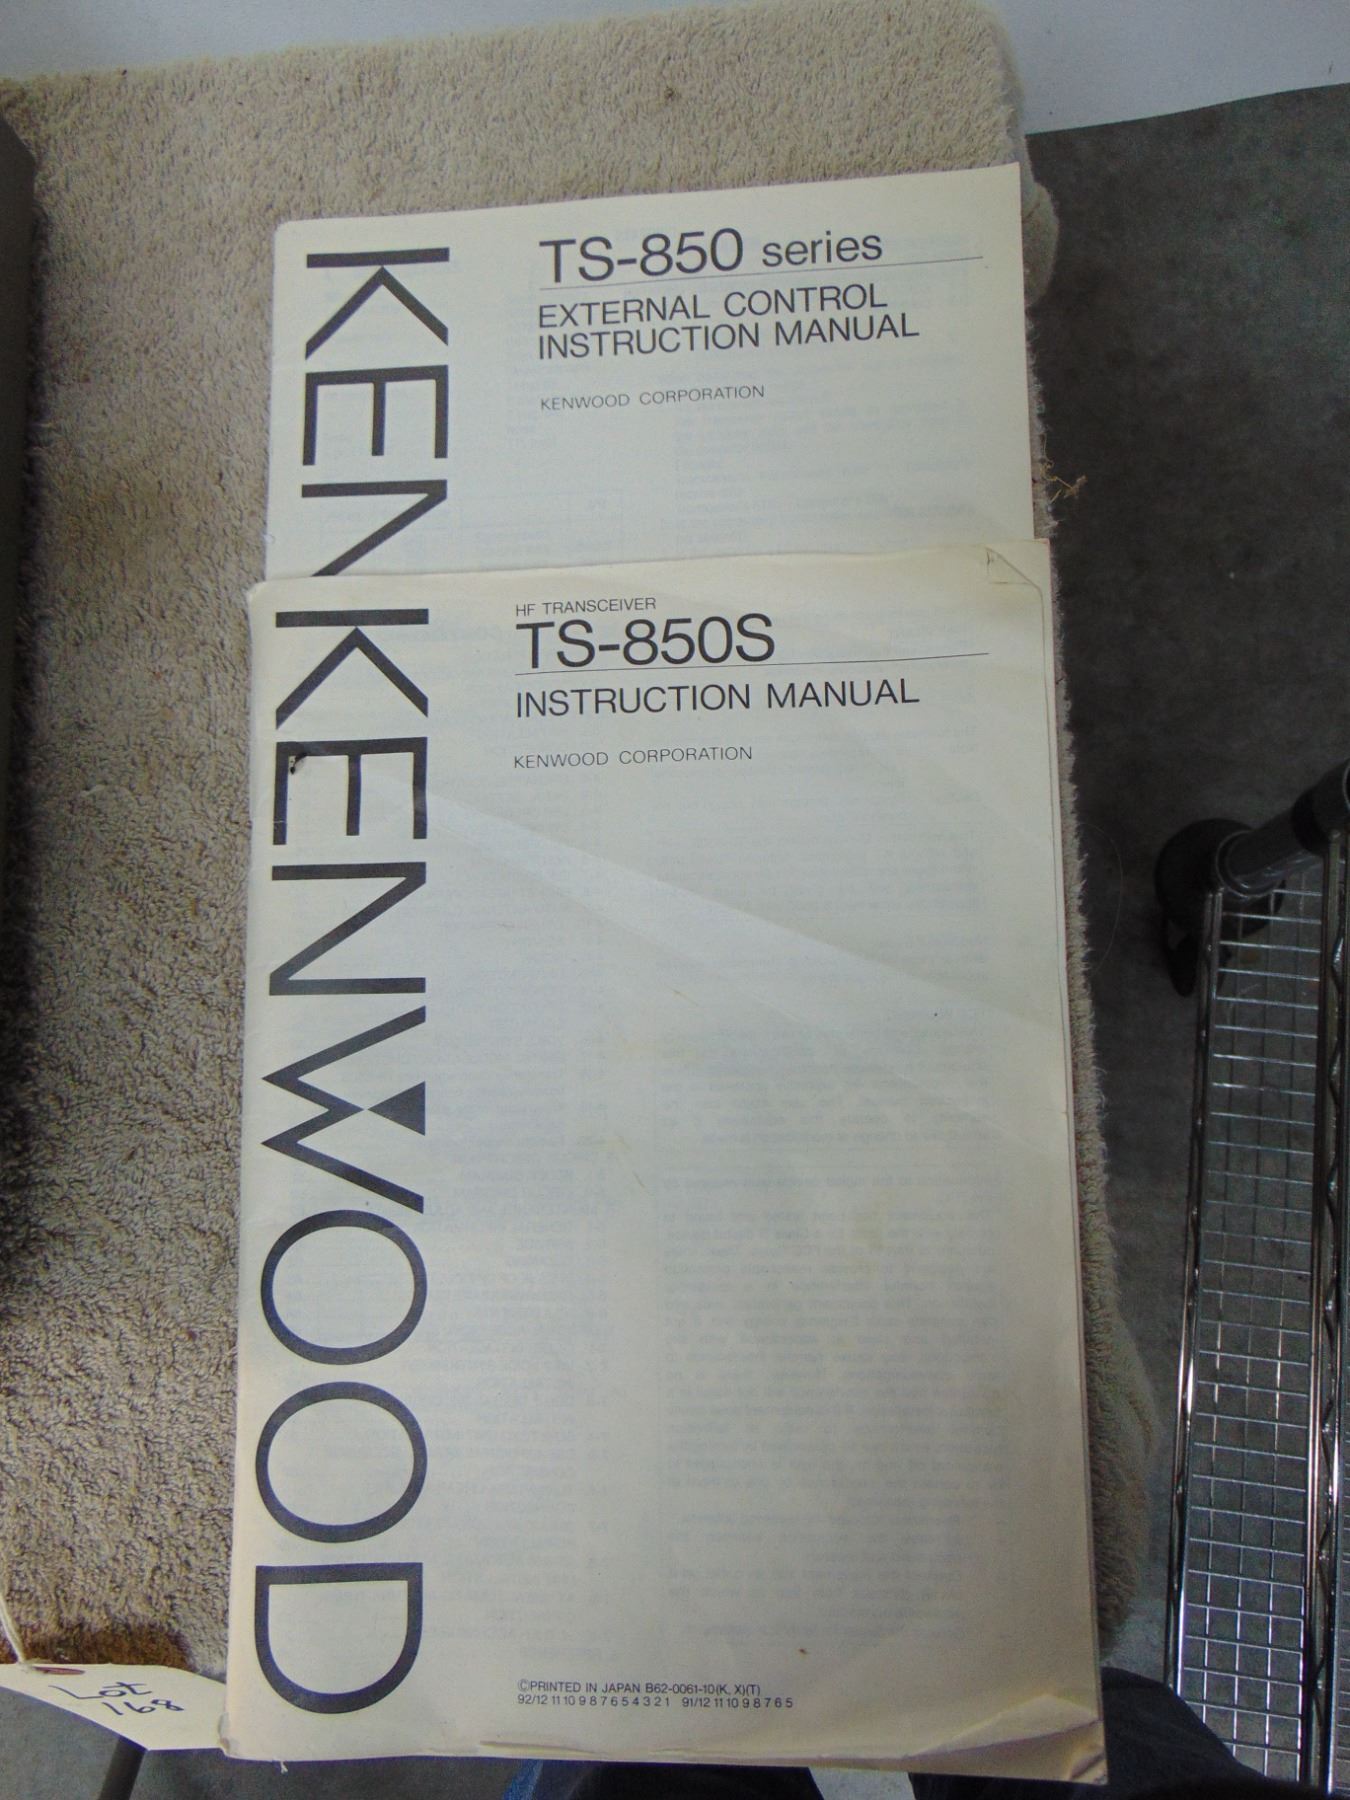 KEN
TS-850 series
EXTERNAL CONTROL
INSTRUCTION MANUAL
KENWOOD CORPORATION
KENWOOD
HF TRANSCEIVER
TS-850S
INSTRUCTION MANUAL
KENWOOD CORPORATION
©PRINTED IN JAPAN B62-0061-10(K, X)(T)
92/12 11 10 9 8 7 6 5 4 3 2 1 91/12 11 10 9 8 7 6 5
Lot
168